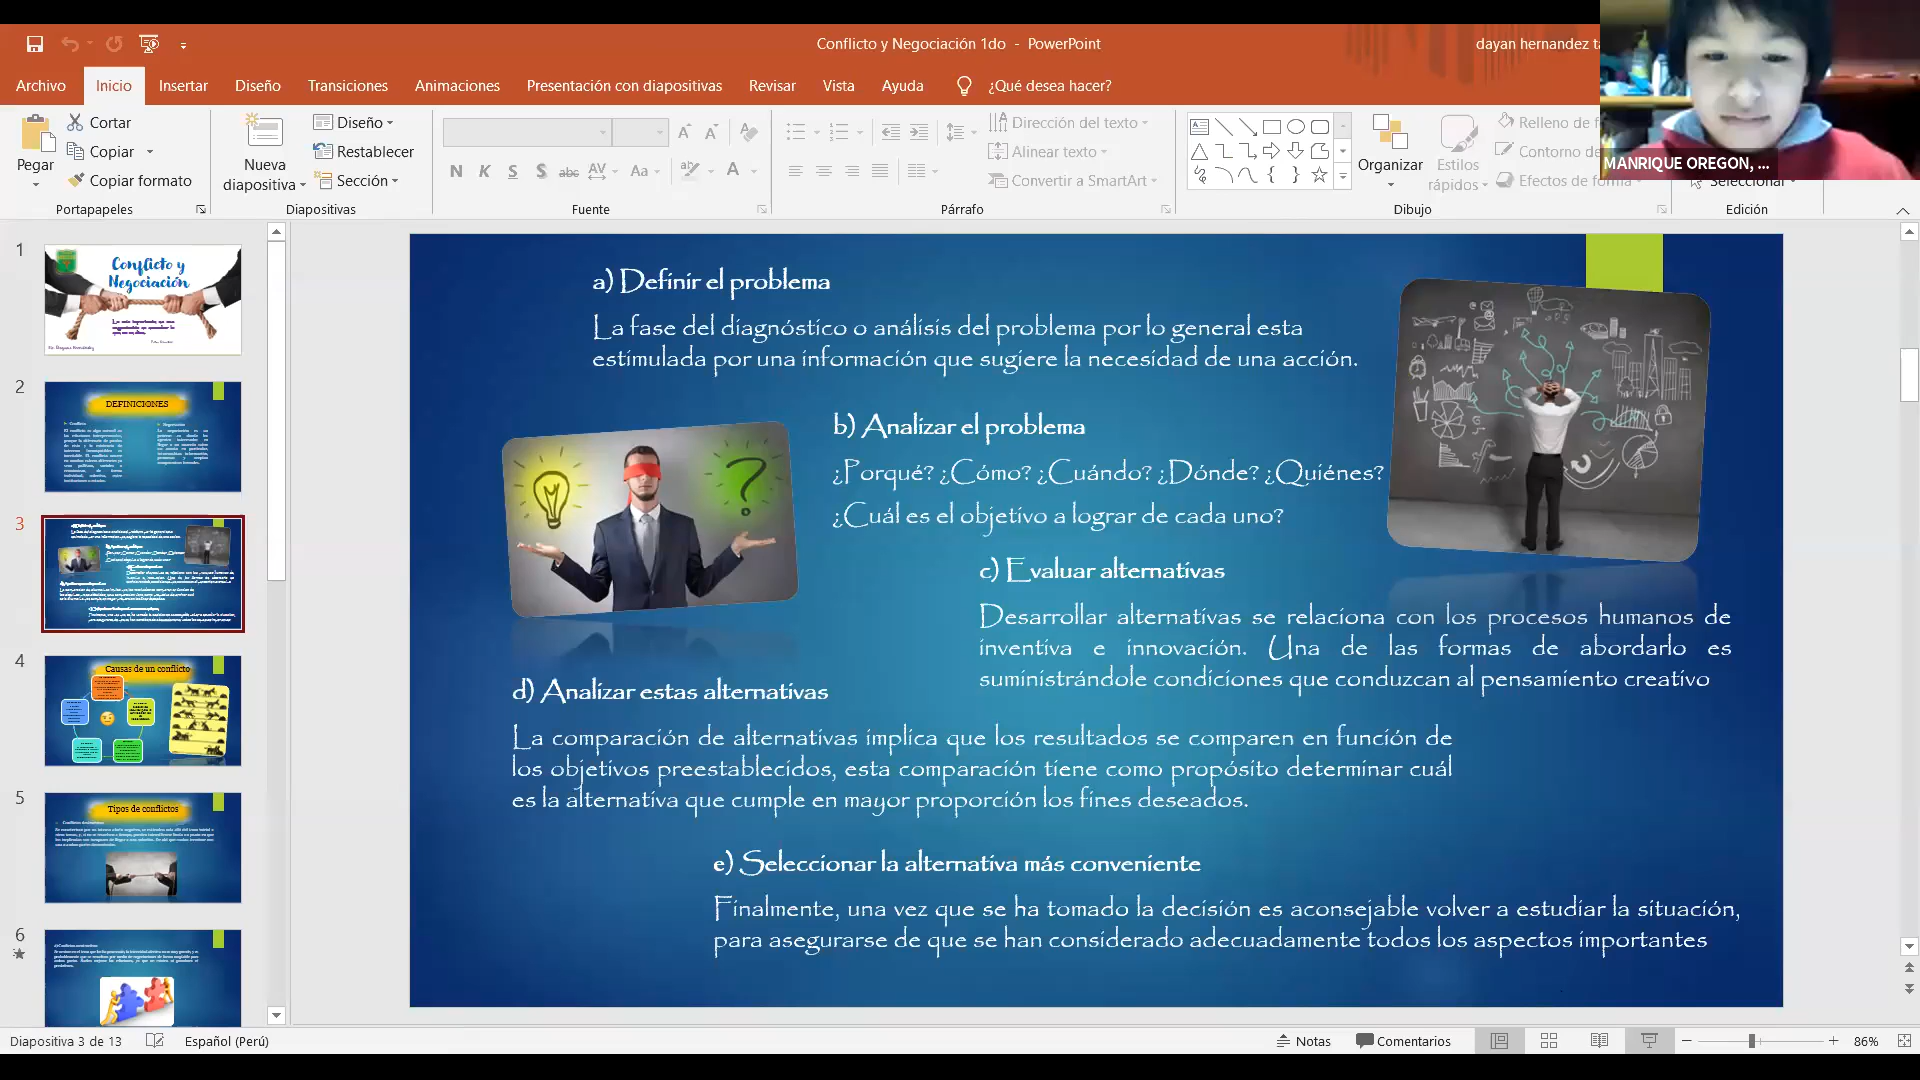 Conflicto y Negociación 1do - PowerPoint
dayan hernandez
Archivo Inicio Insertar Diseño Transiciones Animaciones Presentación con diapositivas Revisar Vista Ayuda ¿Qué desea hacer?
Pegar
Cortar
Copiar
Copiar formato
Portapapeles
Nueva
diapositiva
Diseño
Restablecer
Sección
Diapositivas
N K S S abc AV Aa A
Fuente
Dirección del texto
Alinear texto
Convertir a SmartArt
Párrafo
Organizar
Estilos
rápidos
Relleno de
Contorno de
Efectos de forma
Dibujo
Seleccionar
Edición
MANRIQUE OREGON, ...
1
Conflicto y
Negociación
2
DEFINICIONES
3
4
Causas de un conflicto
5
Tipos de conflictos
6
a) Definir el problema
La fase del diagnóstico o análisis del problema por lo general esta
estimulada por una información que sugiere la necesidad de una acción.
b) Analizar el problema
¿Porqué? ¿Cómo? ¿Cuándo? ¿Dónde? ¿Quiénes?
¿Cuál es el objetivo a lograr de cada uno?
c) Evaluar alternativas
Desarrollar alternativas se relaciona con los procesos humanos de
inventiva e innovación. Una de las formas de abordarlo es
suministrándole condiciones que conduzcan al pensamiento creativo
d) Analizar estas alternativas
La comparación de alternativas implica que los resultados se comparen en función de
los objetivos preestablecidos, esta comparación tiene como propósito determinar cuál
es la alternativa que cumple en mayor proporción los fines deseados.
e) Seleccionar la alternativa más conveniente
Finalmente, una vez que se ha tomado la decisión es aconsejable volver a estudiar la situación,
para asegurarse de que se han considerado adecuadamente todos los aspectos importantes
Diapositiva 3 de 13 Español (Perú) Notas Comentarios 86%